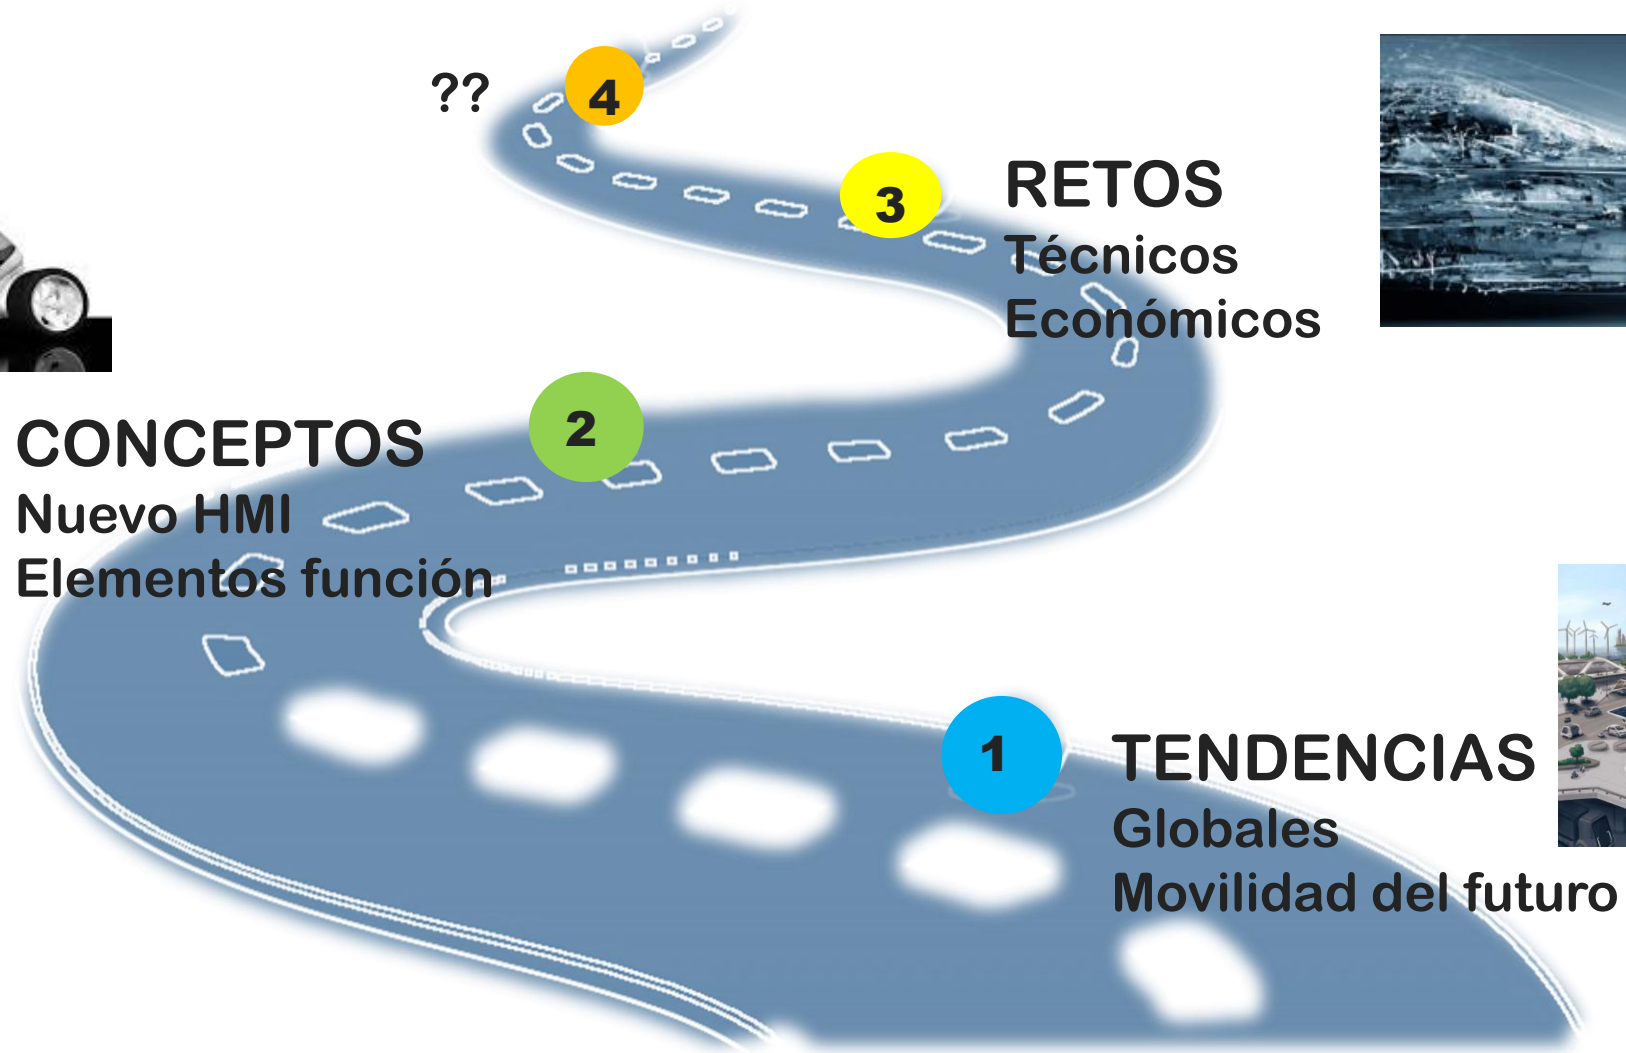 ??
4
3
RETOS
Técnicos
Económicos
2
CONCEPTOS
Nuevo HMI
Elementos función
1
TENDENCIAS
Globales
Movilidad del futuro